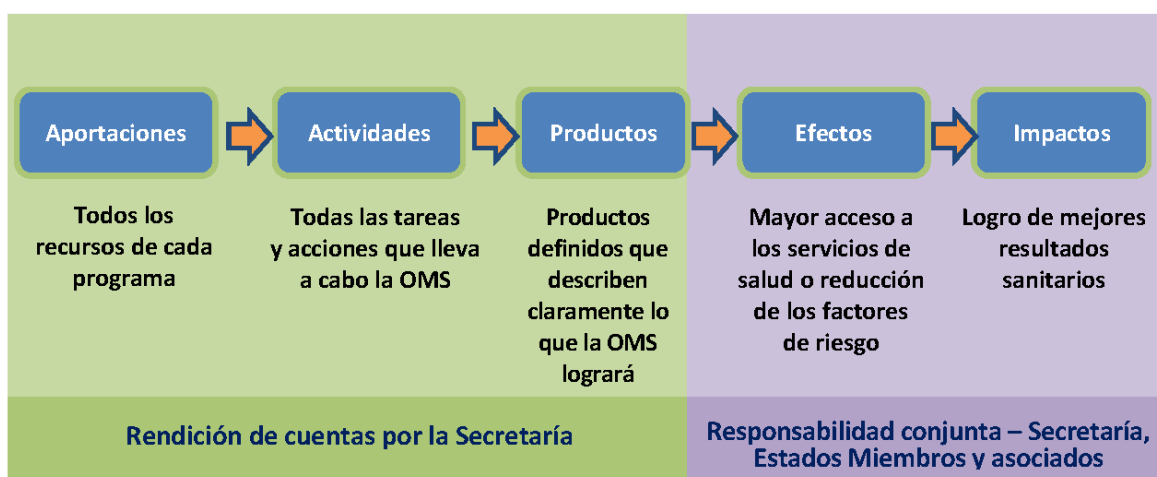 Aportaciones
Actividades
Productos
Efectos
Impactos
Todos los
recursos de cada
programa
Todas las tareas
y acciones que lleva
a cabo la OMS
Productos
definidos que
describen
claramente lo
que la OMS
logrará
Mayor acceso a
los servicios de
salud o reducción
de los factores
de riesgo
Logro de mejores
resultados
sanitarios
Rendición de cuentas por la Secretaría
Responsabilidad conjunta – Secretaría,
Estados Miembros y asociados